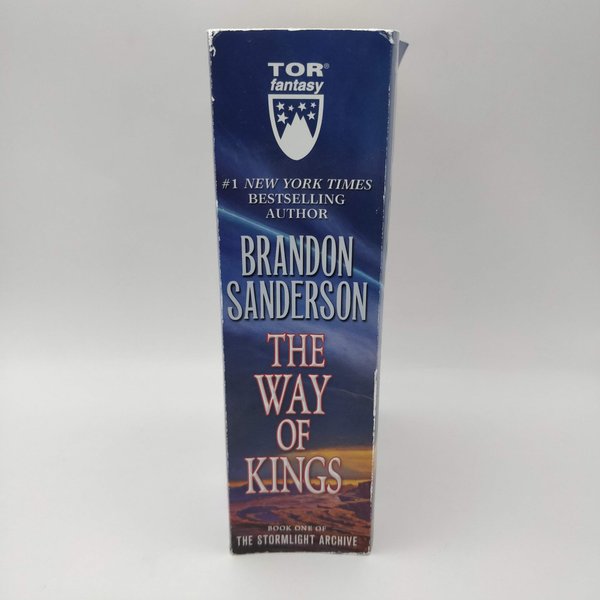 TOR®
fantasy
#1 NEW YORK TIMES
BESTSELLING
AUTHOR
BRANDON
SANDERSON
THE
WAY
OF
KINGS
BOOK ONE OF
THE STORMLIGHT ARCHIVE